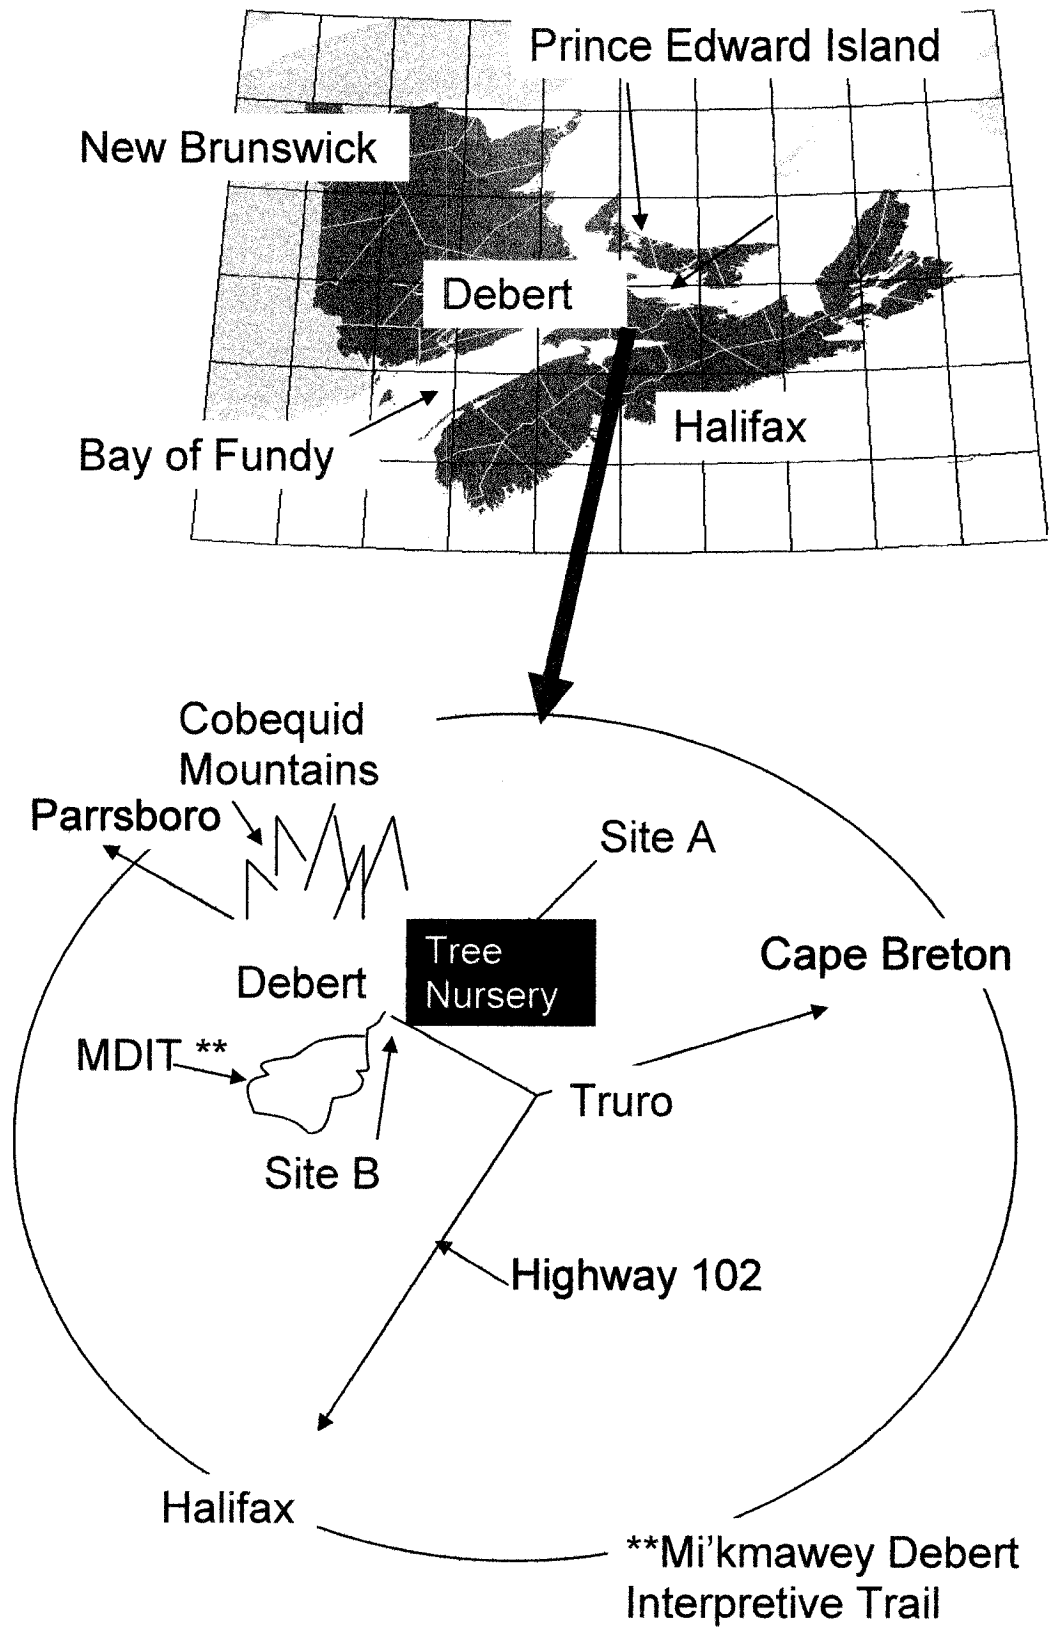 Prince Edward Island
New Brunswick
Debert
Halifax
Bay of Fundy
Cobequid
Mountains
Parrsboro
Site A
Tree
Nursery
Cape Breton
Debert
MDIT **
Truro
Site B
Highway 102
Halifax
**Mi'kmawey Debert
Interpretive Trail